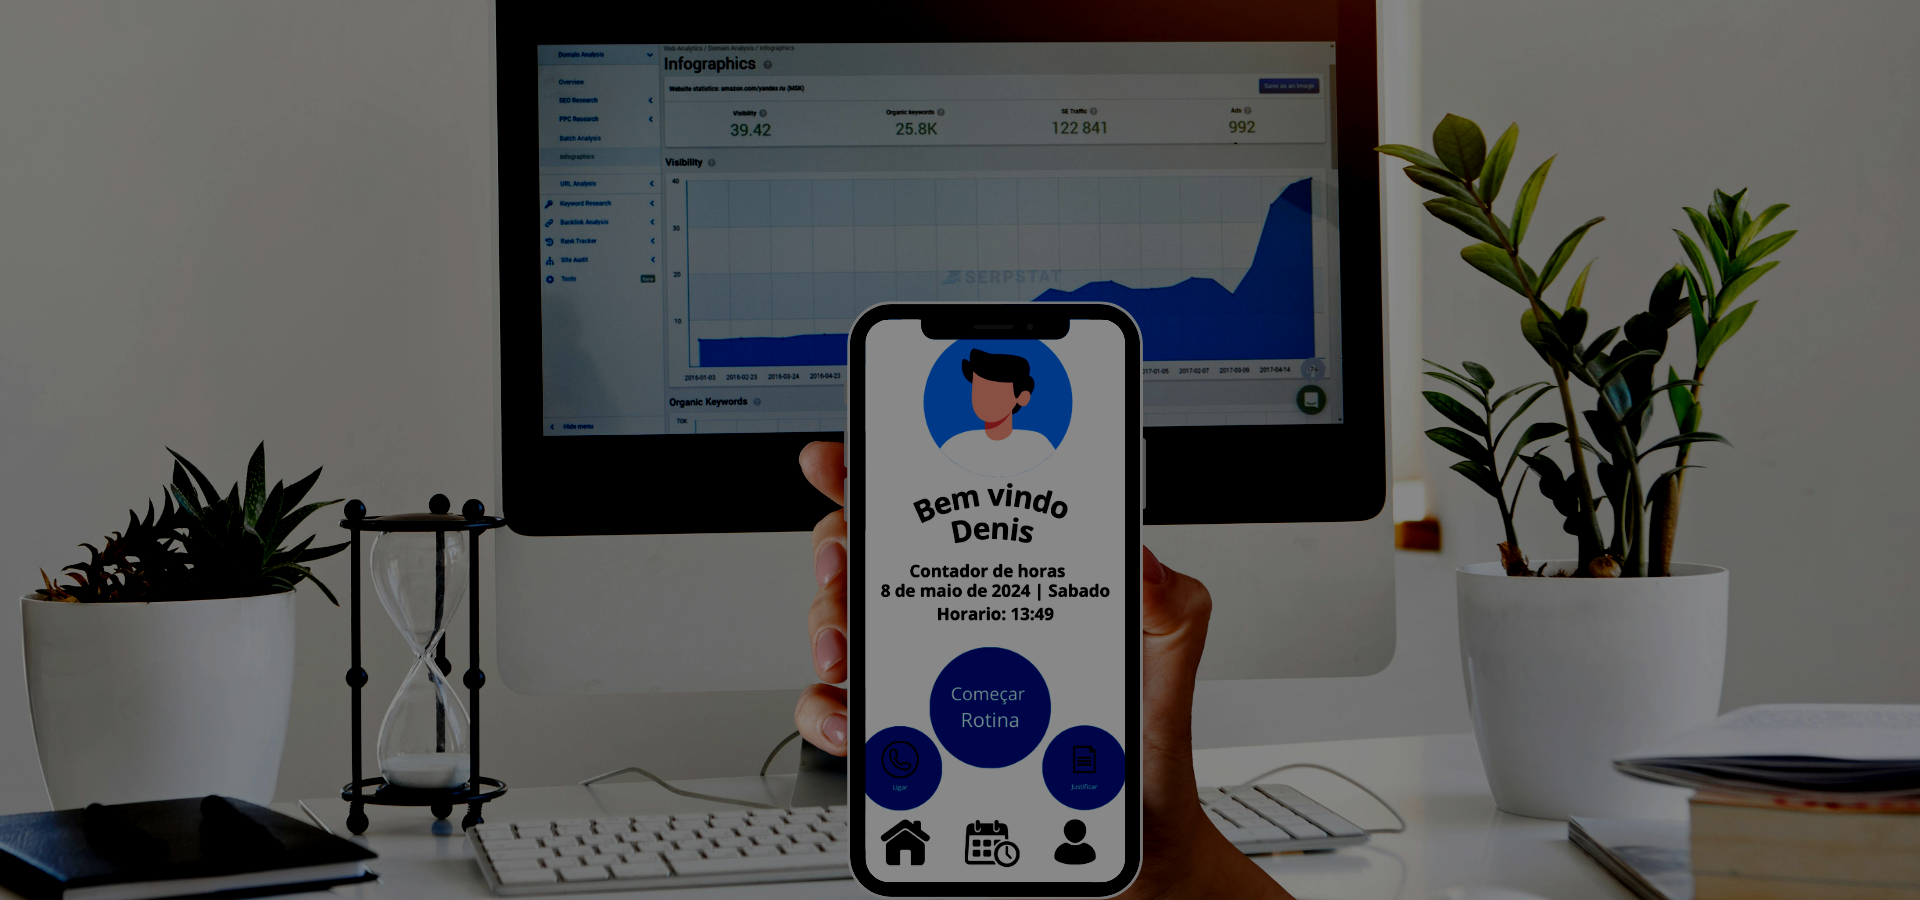 Web Analytics / Domain Analysis / Infographics
Domain Analysis
Infographics
Overview
SEO Research
PPC Research
Batch Analysis
Infographics
URL Analysis
Keyword Research
Backlink Analysis
Rank Tracker
Site Audit
Tools
Hide menu
Website statistics: amazon.com/yandex.ru (MSK)
Save as an image
Visibility
Organic keywords
SE Traffic
Ads
39.42
25.8K
122 841
992
Visibility
40
30
20
10
SERPSTAT
2016-01-03 2016-02-23 2016-03-24 2016-04-23
017-01-05 2017-02-07 2017-03-09 2017-04-14
Organic Keywords
70K
Bem vindo
Denis
Contador de horas
8 de maio de 2024 | Sabado
Horario: 13:49
Começar
Rotina
Ligar
Justificar